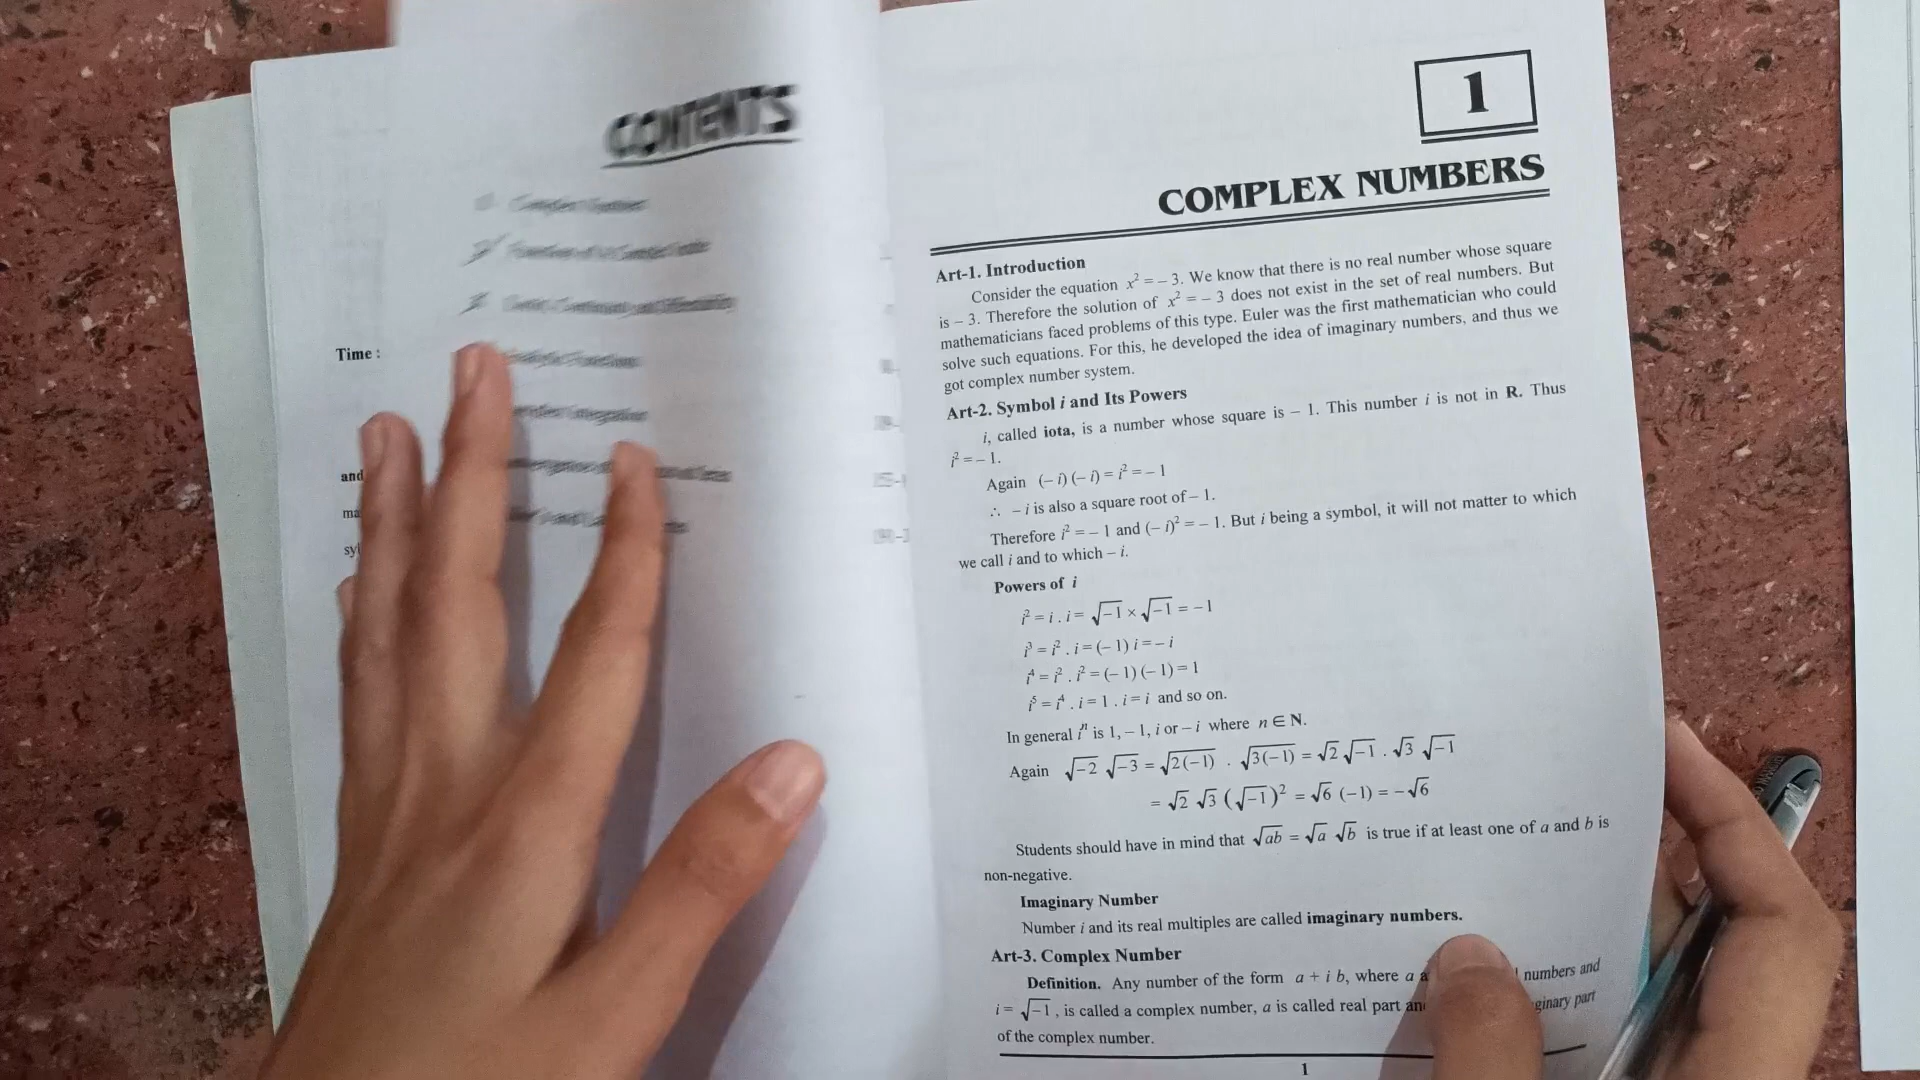 CONTENTS
Time :
and
ma
syl
1
COMPLEX NUMBERS
Art-1. Introduction
Consider the equation x² = – 3. We know that there is no real number whose square
is – 3. Therefore the solution of x² = – 3 does not exist in the set of real numbers. But
mathematicians faced problems of this type. Euler was the first mathematician who could
solve such equations. For this, he developed the idea of imaginary numbers, and thus we
got complex number system.
Art-2. Symbol i and Its Powers
i, called iota, is a number whose square is – 1. This number i is not in R. Thus
i² = – 1.
Again (– i) (– i) = i² = – 1
∴ – i is also a square root of – 1.
Therefore i² = – 1 and (– i)² = – 1. But i being a symbol, it will not matter to which
we call i and to which – i.
Powers of i
i² = i . i = √–1 × √–1 = –1
i³ = i² . i = (– 1) i = – i
i⁴ = i² . i² = (– 1) (– 1) = 1
i⁵ = i⁴ . i = 1 . i = i and so on.
In general iⁿ is 1, – 1, i or – i where n ∈ N.
Again √–2 √–3 = √2(–1) . √3(–1) = √2 √–1 . √3 √–1
= √2 √3 (√–1)² = √6 (–1) = –√6
Students should have in mind that √ab = √a √b is true if at least one of a and b is
non-negative.
Imaginary Number
Number i and its real multiples are called imaginary numbers.
Art-3. Complex Number
Definition. Any number of the form a + i b, where a numbers and
i = √–1 , is called a complex number, a is called real part ginary part
of the complex number.
1